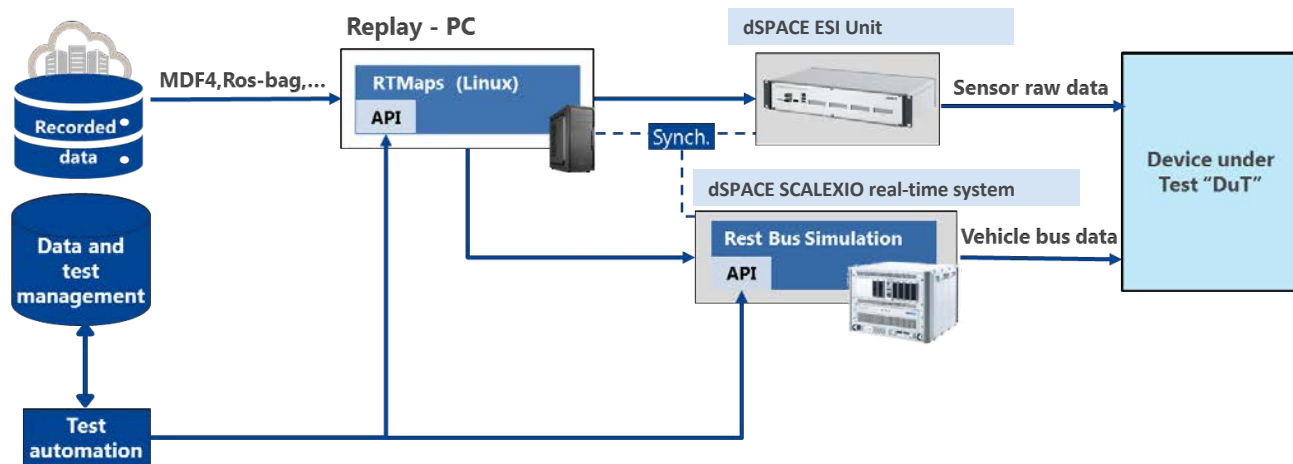 Replay - PC
dSPACE ESI Unit
MDF4,Ros-bag,...
RTMaps (Linux)
API
Sensor raw data
Recorded
data
Synch.
Device under
Test “DuT”
dSPACE SCALEXIO real-time system
Data and
test
management
Rest Bus Simulation
API
Vehicle bus data
Test
automation